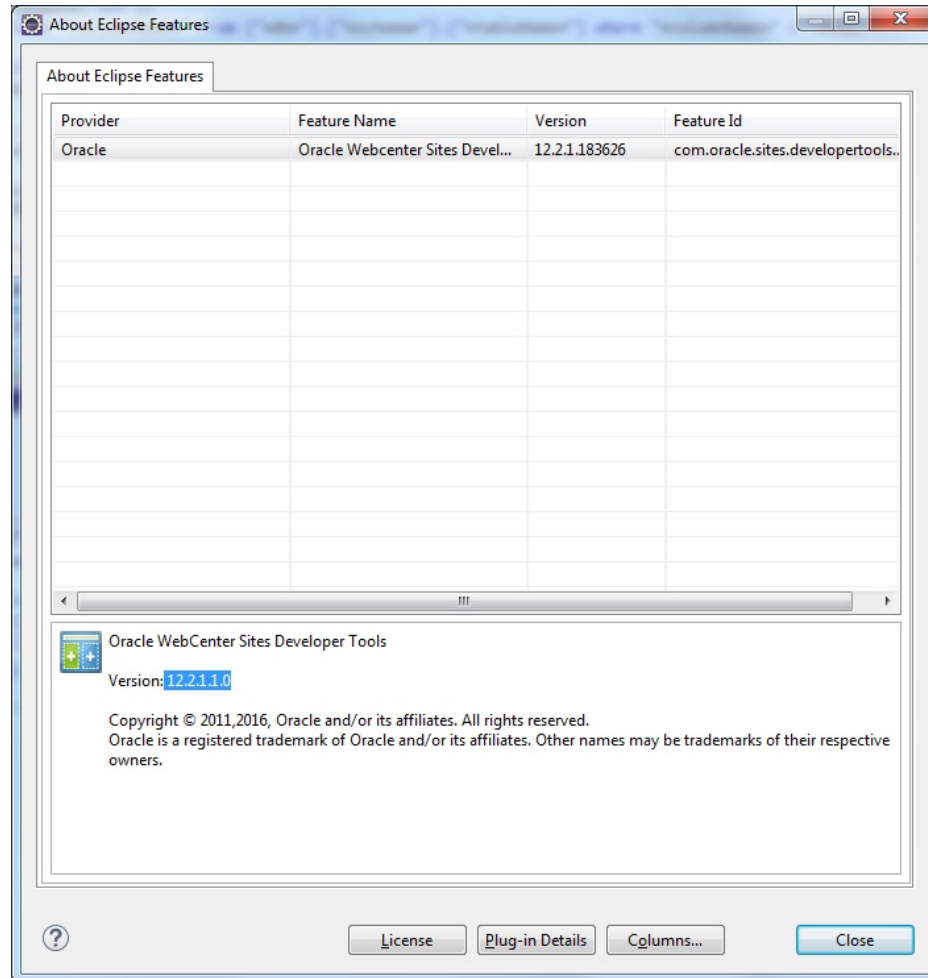 About Eclipse Features
About Eclipse Features
Provider Feature Name Version Feature Id
Oracle Oracle Webcenter Sites Devel... 12.2.1.183626 com.oracle.sites.developertools..
Oracle WebCenter Sites Developer Tools
Version: 12.2.1.1.0
Copyright © 2011,2016, Oracle and/or its affiliates. All rights reserved.
Oracle is a registered trademark of Oracle and/or its affiliates. Other names may be trademarks of their respective
owners.
License Plug-in Details Columns... Close